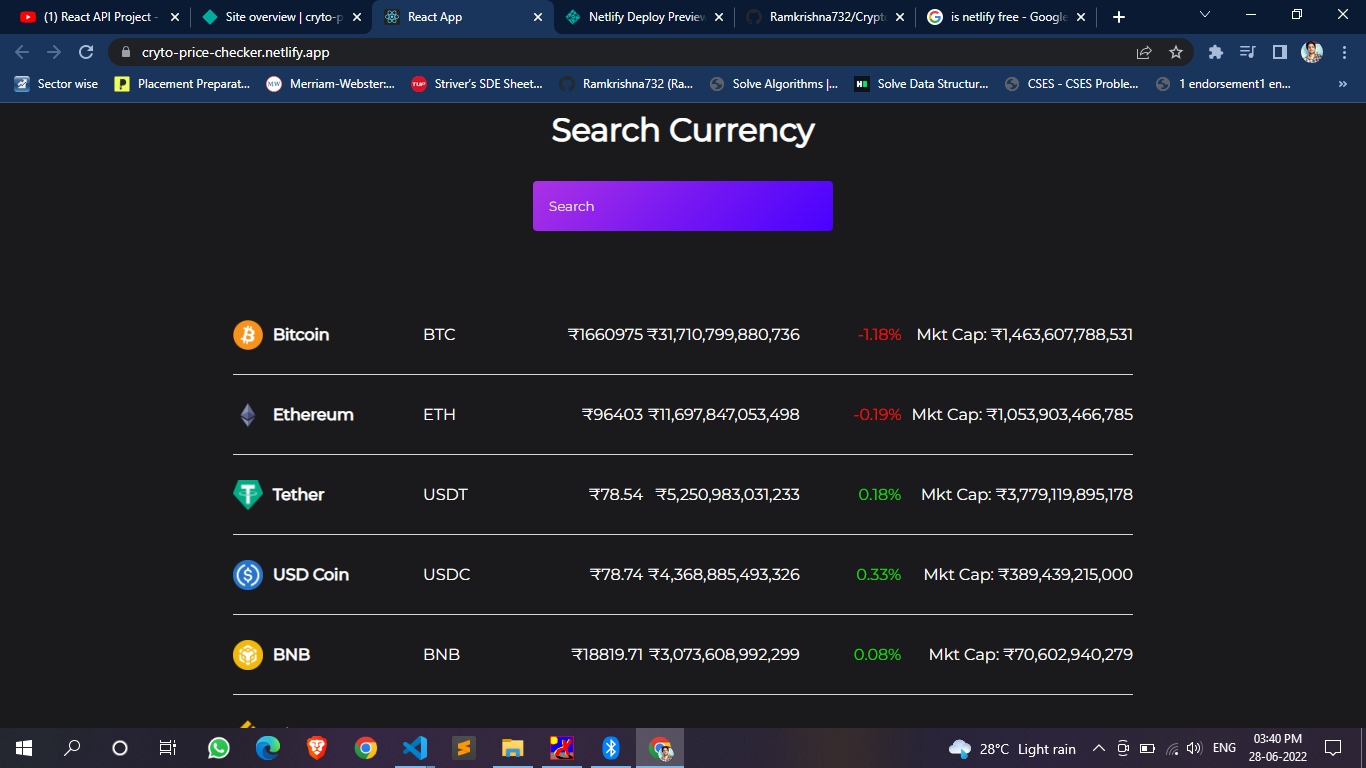 (1) React API Project -
Site overview | cryto-p
React App
Netlify Deploy Preview
Ramkrishna732/Crypt
is netlify free - Google
cryto-price-checker.netlify.app
Sector wise
Placement Preparat...
Merriam-Webster:...
Striver's SDE Sheet...
Ramkrishna732 (Ra...
Solve Algorithms |...
Solve Data Structur...
CSES - CSES Proble...
1 endorsement1 en...
»
Search Currency
Search
Bitcoin BTC ₹1660975 ₹31,710,799,880,736 -1.18% Mkt Cap: ₹1,463,607,788,531
Ethereum ETH ₹96403 ₹11,697,847,053,498 -0.19% Mkt Cap: ₹1,053,903,466,785
Tether USDT ₹78.54 ₹5,250,983,031,233 0.18% Mkt Cap: ₹3,779,119,895,178
USD Coin USDC ₹78.74 ₹4,368,885,493,326 0.33% Mkt Cap: ₹389,439,215,000
BNB BNB ₹18819.71 ₹3,073,608,992,299 0.08% Mkt Cap: ₹70,602,940,279
28°C Light rain
ENG
03:40 PM
28-06-2022